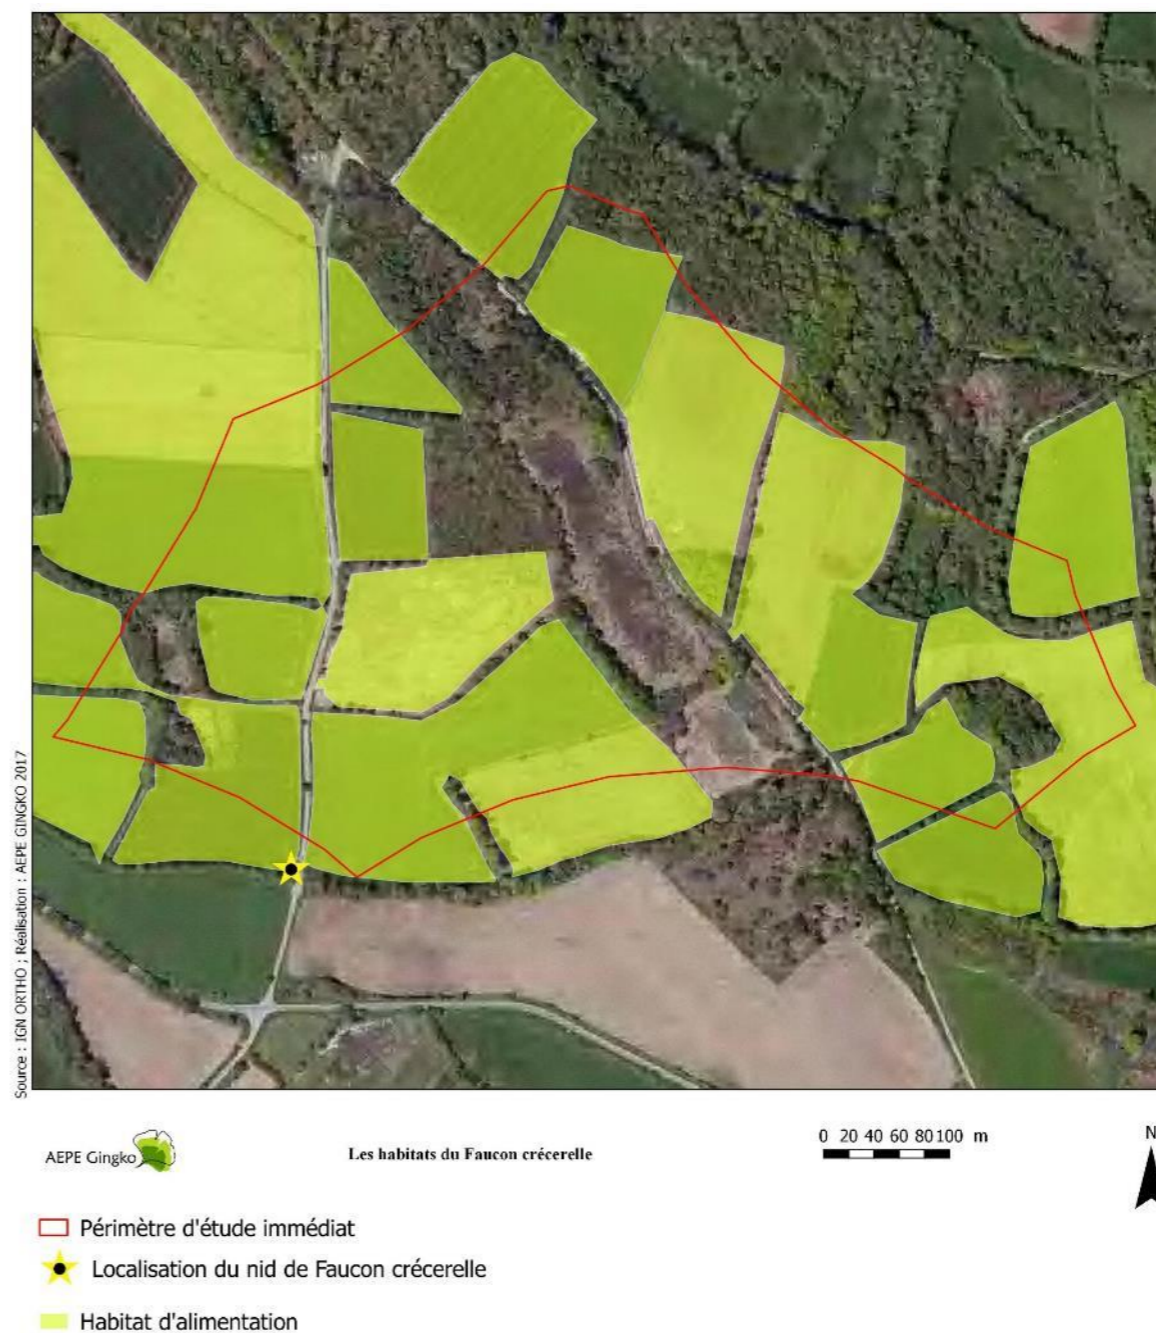 Source : IGN ORTHO ; Réalisation : AEPE GINGKO 2017
AEPE Gingko
Les habitats du Faucon crécerelle
0 20 40 60 80 100 m
N
Périmètre d'étude immédiat
Localisation du nid de Faucon crécerelle
Habitat d'alimentation